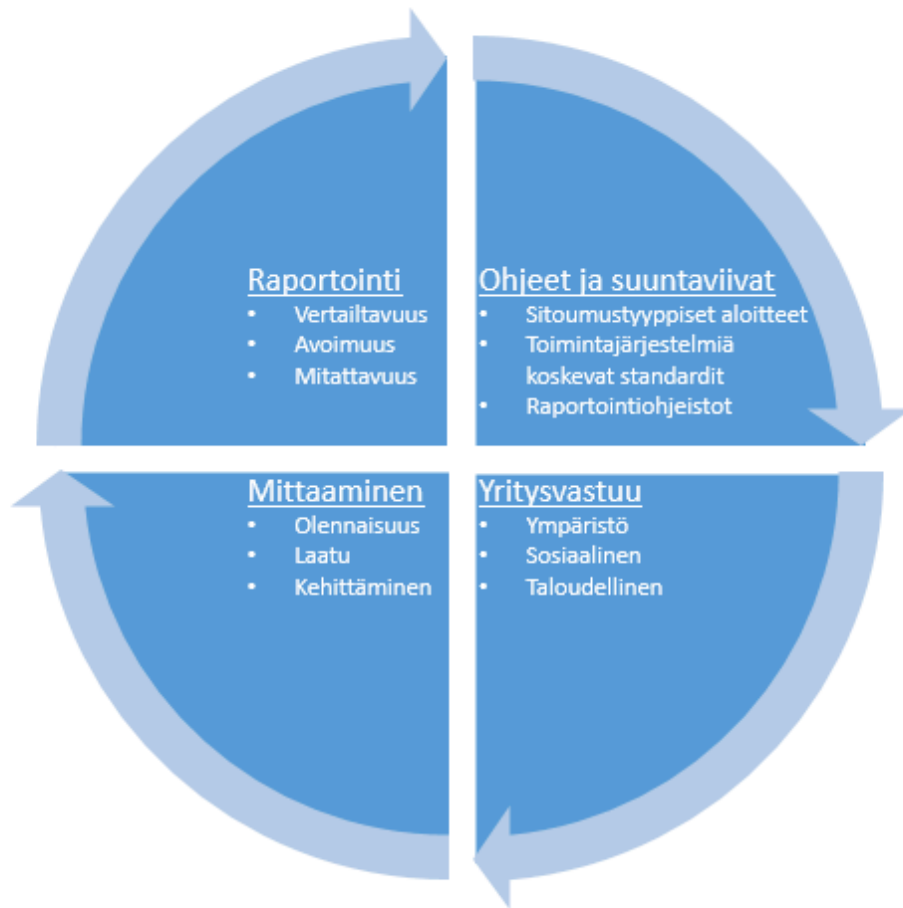 Raportointi
• Vertailtavuus
• Avoimuus
• Mitattavuus
Ohjeet ja suuntaviivat
• Sitoumustyyppiset aloitteet
• Toimintajärjestelmiä
koskevat standardit
• Raportointiohjeistot
Mittaaminen
• Olennaisuus
• Laatu
• Kehittäminen
Yritysvastuu
• Ympäristö
• Sosiaalinen
• Taloudellinen